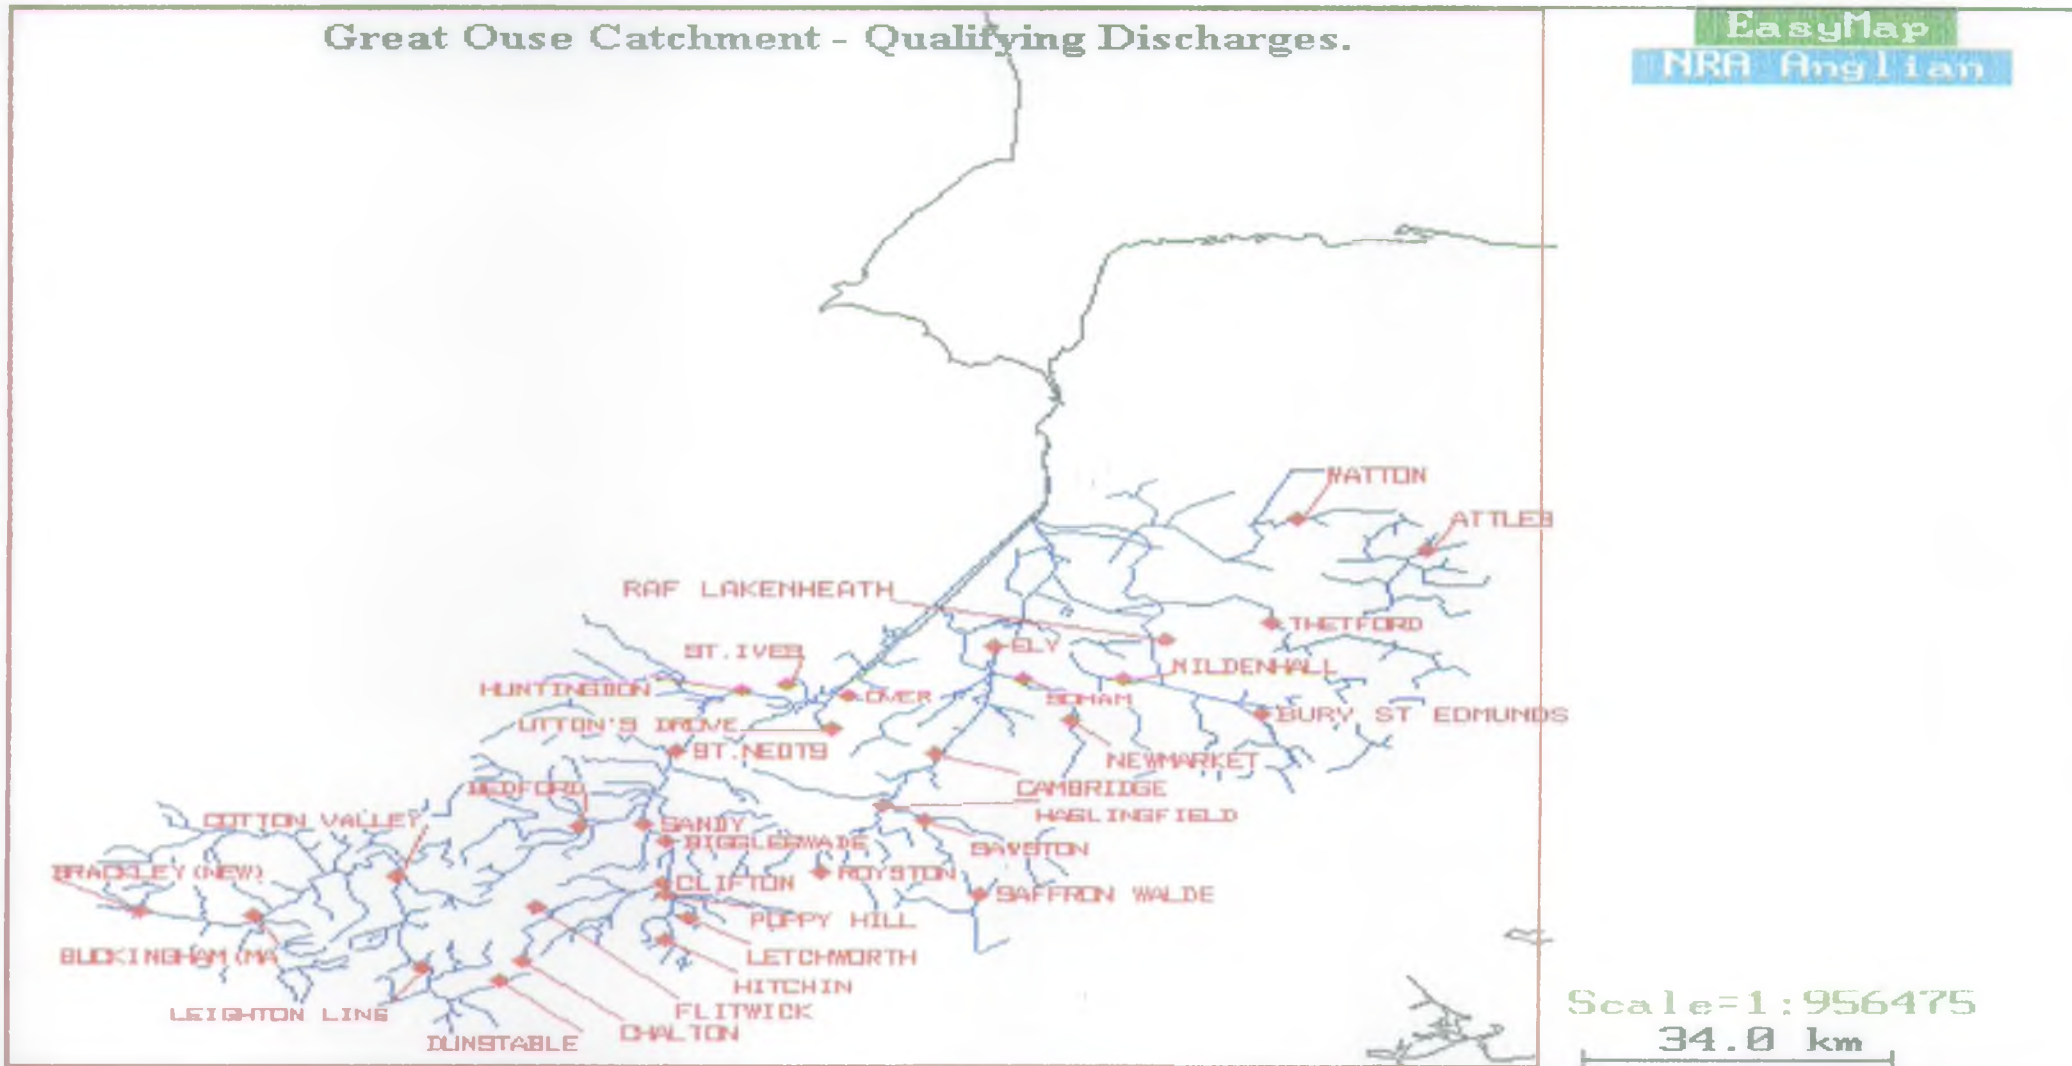 Great Ouse Catchment - Qualifying Discharges.
EasyMap
NRA Anglian
WATTON
ATTLEB
RAF LAKENHEATH
THETFORD
ST.IVES
ELY
MILDENHALL
HUNTINGDON
OVER
SOHAM
BURY ST EDMUNDS
UTTON'S DROVE
ST.NEOTS
NEWMARKET
CAMBRIDGE
BEDFORD
HASLINGFIELD
COTTON VALLEY
SANDY
BIGGLESWADE
SAWSTON
BRACKLEY(NEW)
ROYSTON
CLIFTON
SAFFRON WALDE
POPPY HILL
BUCKINGHAM(MA
LETCHWORTH
HITCHIN
LEIGHTON LINS
FLITWICK
CHALTON
DUNSTABLE
Scale=1:956475
34.0 km